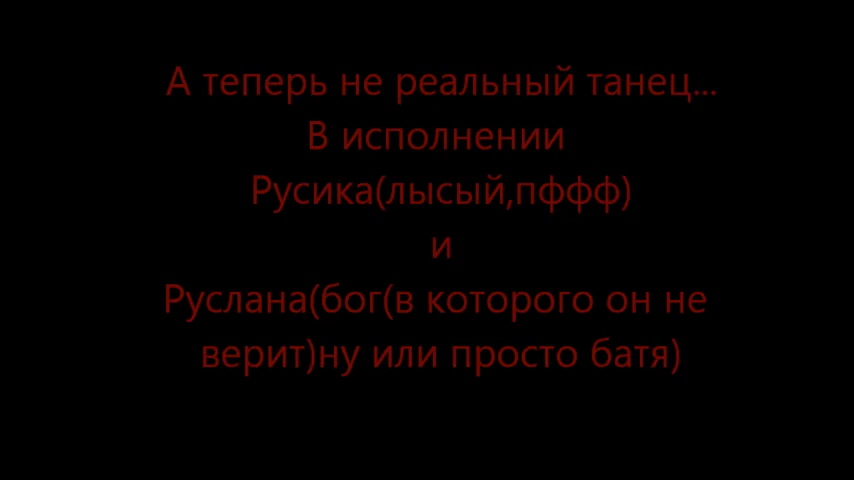 А теперь не реальный танец...
В исполнении
Русика(лысый,пффф)
и
Руслана(бог(в которого он не
верит)ну или просто батя)